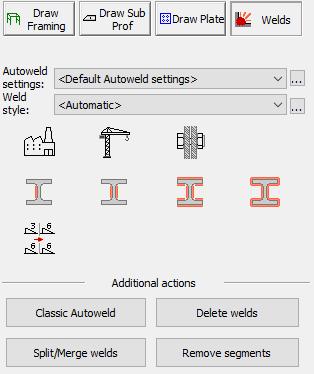 Draw Framing
Draw Sub Prof
Draw Plate
Welds
Autoweld settings:
<Default Autoweld settings>
...
Weld style:
<Automatic>
...
3 6
6 6
Additional actions
Classic Autoweld
Delete welds
Split/Merge welds
Remove segments